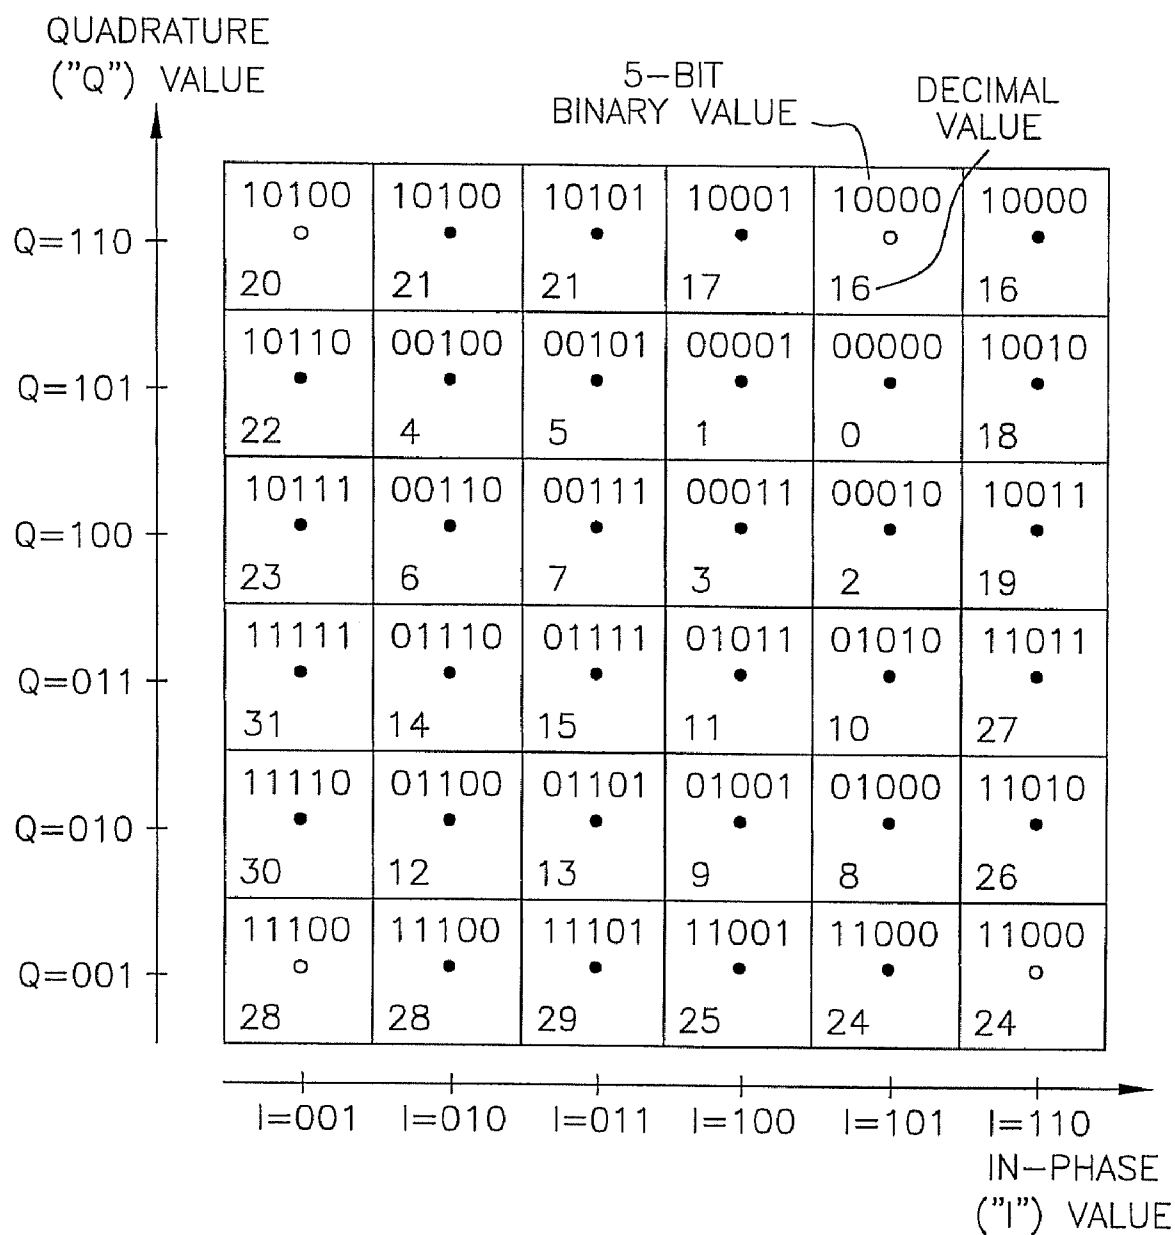 QUADRATURE
("Q") VALUE
5-BIT
BINARY VALUE
DECIMAL
VALUE
Q=110
10100 10100 10101 10001 10000 10000
20 21 21 17 16 16
Q=101
10110 00100 00101 00001 00000 10010
22 4 5 1 0 18
Q=100
10111 00110 00111 00011 00010 10011
23 6 7 3 2 19
Q=011
11111 01110 01111 01011 01010 11011
31 14 15 11 10 27
Q=010
11110 01100 01101 01001 01000 11010
30 12 13 9 8 26
Q=001
11100 11100 11101 11001 11000 11000
28 28 29 25 24 24
I=001 I=010 I=011 I=100 I=101 I=110
IN-PHASE
("I") VALUE